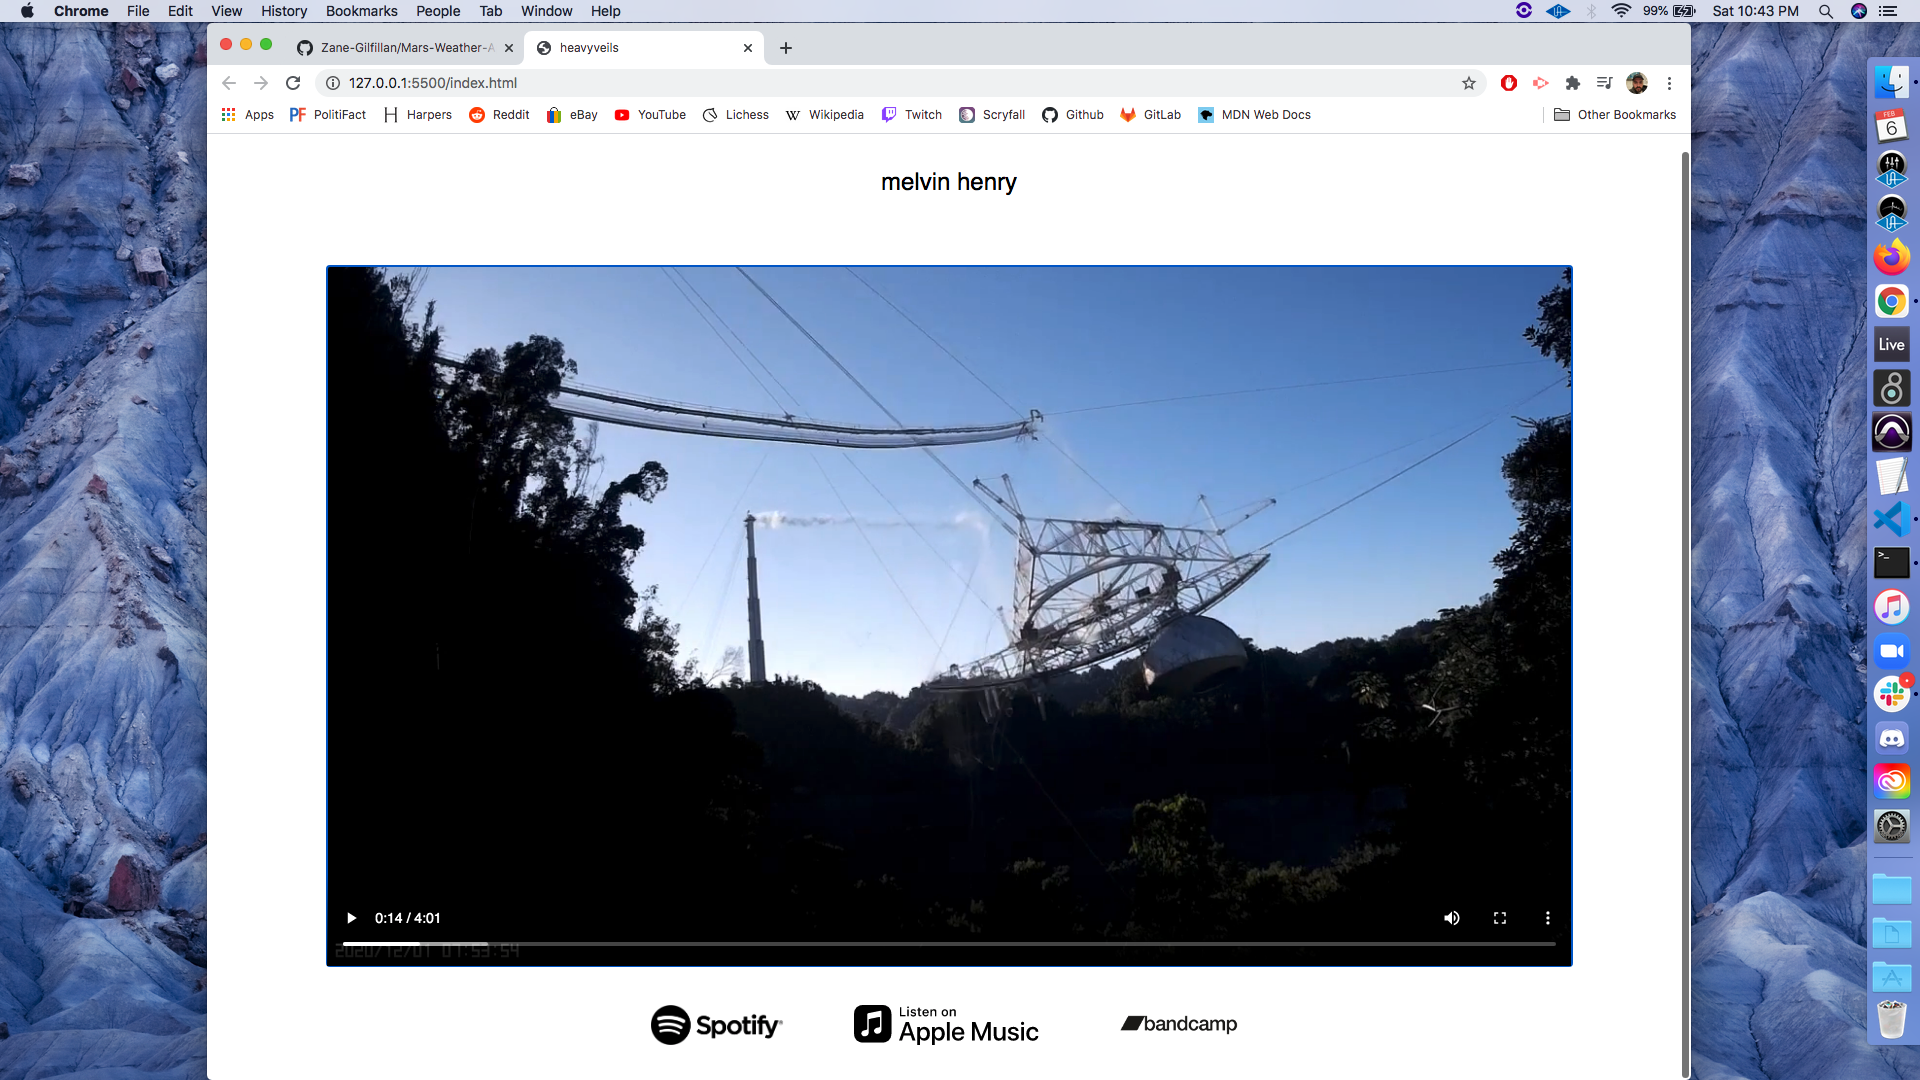 Chrome File Edit View History Bookmarks People Tab Window Help
99% Sat 10:43 PM
Zane-Gilfillan/Mars-Weather-A
heavyveils
127.0.0.1:5500/index.html
Apps PolitiFact Harpers Reddit eBay YouTube Lichess Wikipedia Twitch Scryfall Github GitLab MDN Web Docs Other Bookmarks
melvin henry
FEB
6
Live
0:14 / 4:01
2020/12/01 07:53:54
Spotify
Listen on
Apple Music
bandcamp